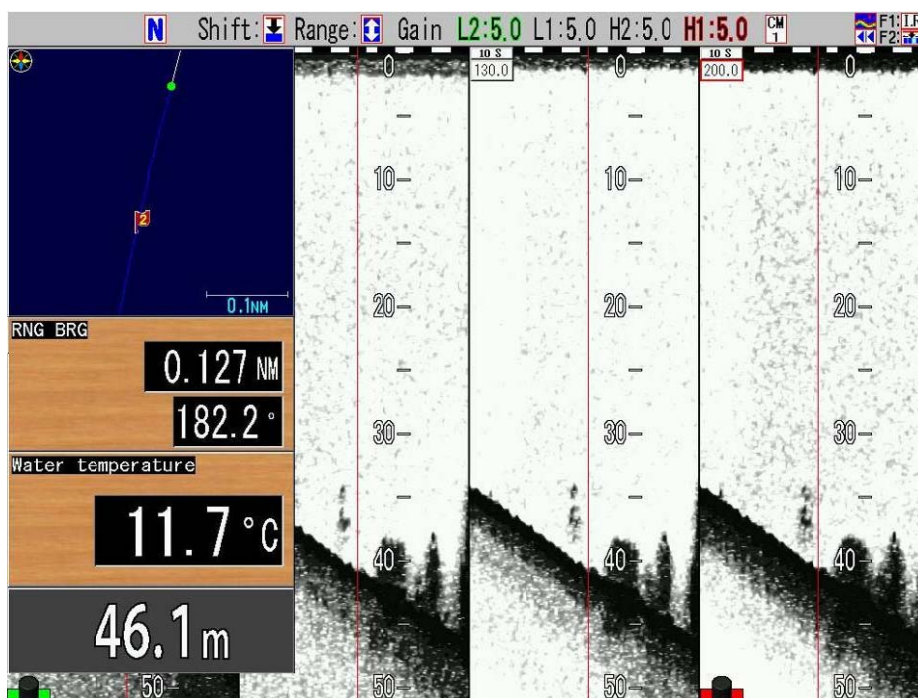 N Shift: Range: Gain L2:5.0 L1:5.0 H2:5.0 H1:5.0 CM 1 F1: I.R
F2:
10 S
130.0
10 S
200.0
0 0 0
10 10 10
20 20 20
30 30 30
40 40 40
50 50 50
2
0.1NM
RNG BRG
0.127 NM
182.2 °
Water temperature
11.7 °C
46.1 m